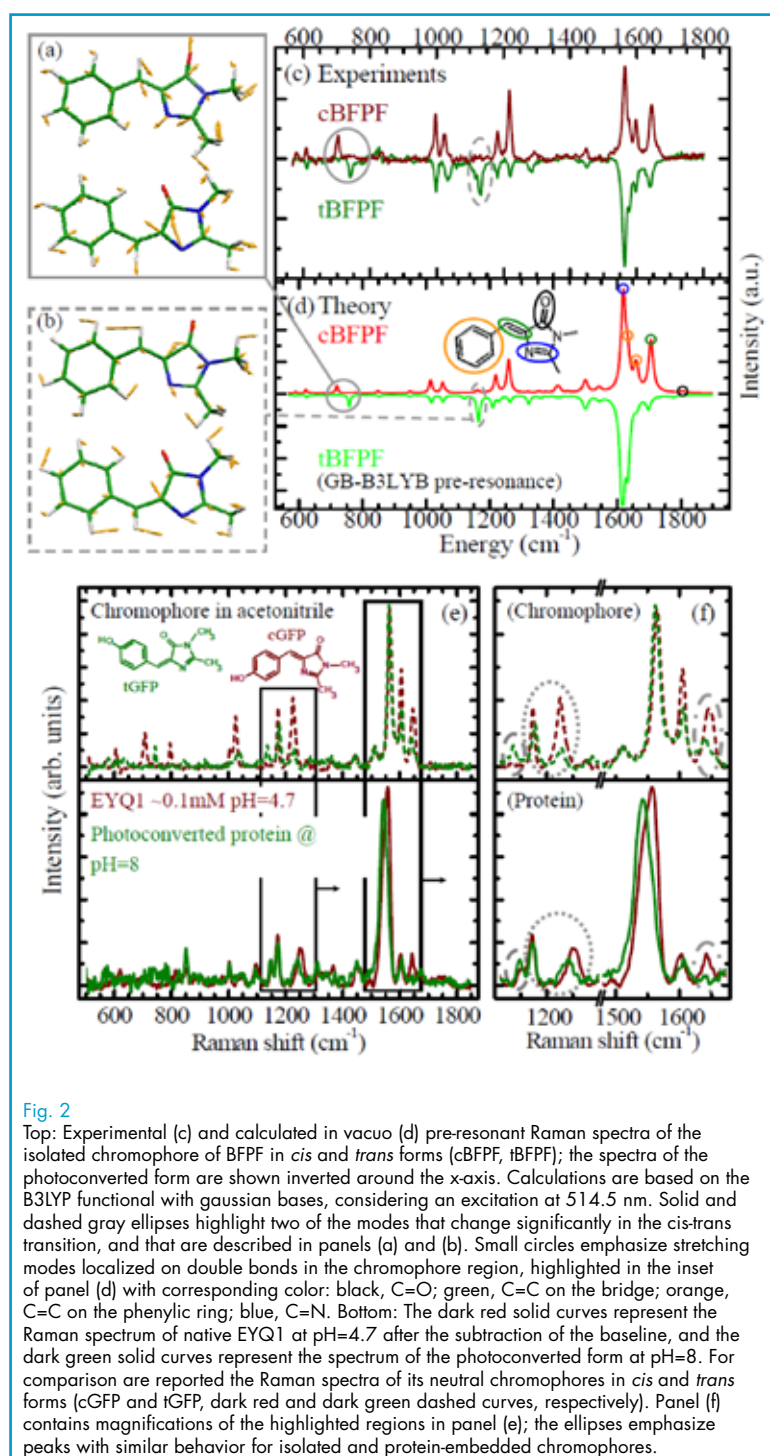 600 800 1000 1200 1400 1600 1800
(a)
(c) Experiments
cBFPF
tBFPF
Intensity (a.u.)
(b)
(d) Theory
cBFPF
O
N
N
tBFPF
(GB-B3LYB pre-resonance)
600 800 1000 1200 1400 1600 1800
Energy (cm-1)
Chromophore in acetonitrile (e)
HO O N CH3 N CH3
tGFP
cGFP
HO O N CH3 N CH3
EYQ1 ~0.1mM pH=4.7
Photoconverted protein @
pH=8
Intensity (arb. units)
600 800 1000 1200 1400 1600 1800
Raman shift (cm-1)
(Chromophore) (f)
(Protein)
1200 1500 1600
Raman shift (cm-1)
Fig. 2
Top: Experimental (c) and calculated in vacuo (d) pre-resonant Raman spectra of the
isolated chromophore of BFPF in cis and trans forms (cBFPF, tBFPF); the spectra of the
photoconverted form are shown inverted around the x-axis. Calculations are based on the
B3LYP functional with gaussian bases, considering an excitation at 514.5 nm. Solid and
dashed gray ellipses highlight two of the modes that change significantly in the cis-trans
transition, and that are described in panels (a) and (b). Small circles emphasize stretching
modes localized on double bonds in the chromophore region, highlighted in the inset
of panel (d) with corresponding color: black, C=O; green, C=C on the bridge; orange,
C=C on the phenylic ring; blue, C=N. Bottom: The dark red solid curves represent the
Raman spectrum of native EYQ1 at pH=4.7 after the subtraction of the baseline, and the
dark green solid curves represent the spectrum of the photoconverted form at pH=8. For
comparison are reported the Raman spectra of its neutral chromophores in cis and trans
forms (cGFP and tGFP, dark red and dark green dashed curves, respectively). Panel (f)
contains magnifications of the highlighted regions in panel (e); the ellipses emphasize
peaks with similar behavior for isolated and protein-embedded chromophores.